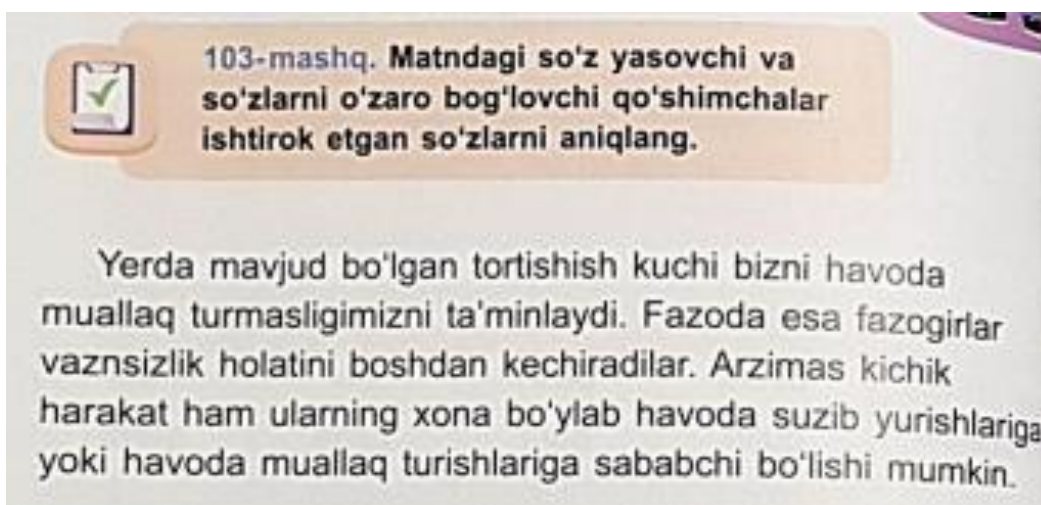 103-mashq. Matndagi so'z yasovchi va
so'zlarni o'zaro bog'lovchi qo'shimchalar
ishtirok etgan so'zlarni aniqlang.
Yerda mavjud bo'lgan tortishish kuchi bizni havoda
muallaq turmasligimizni ta'minlaydi. Fazoda esa fazogirlar
vaznsizlik holatini boshdan kechiradilar. Arzimas kichik
harakat ham ularning xona bo'ylab havoda suzib yurishlariga
yoki havoda muallaq turishlariga sababchi bo'lishi mumkin.